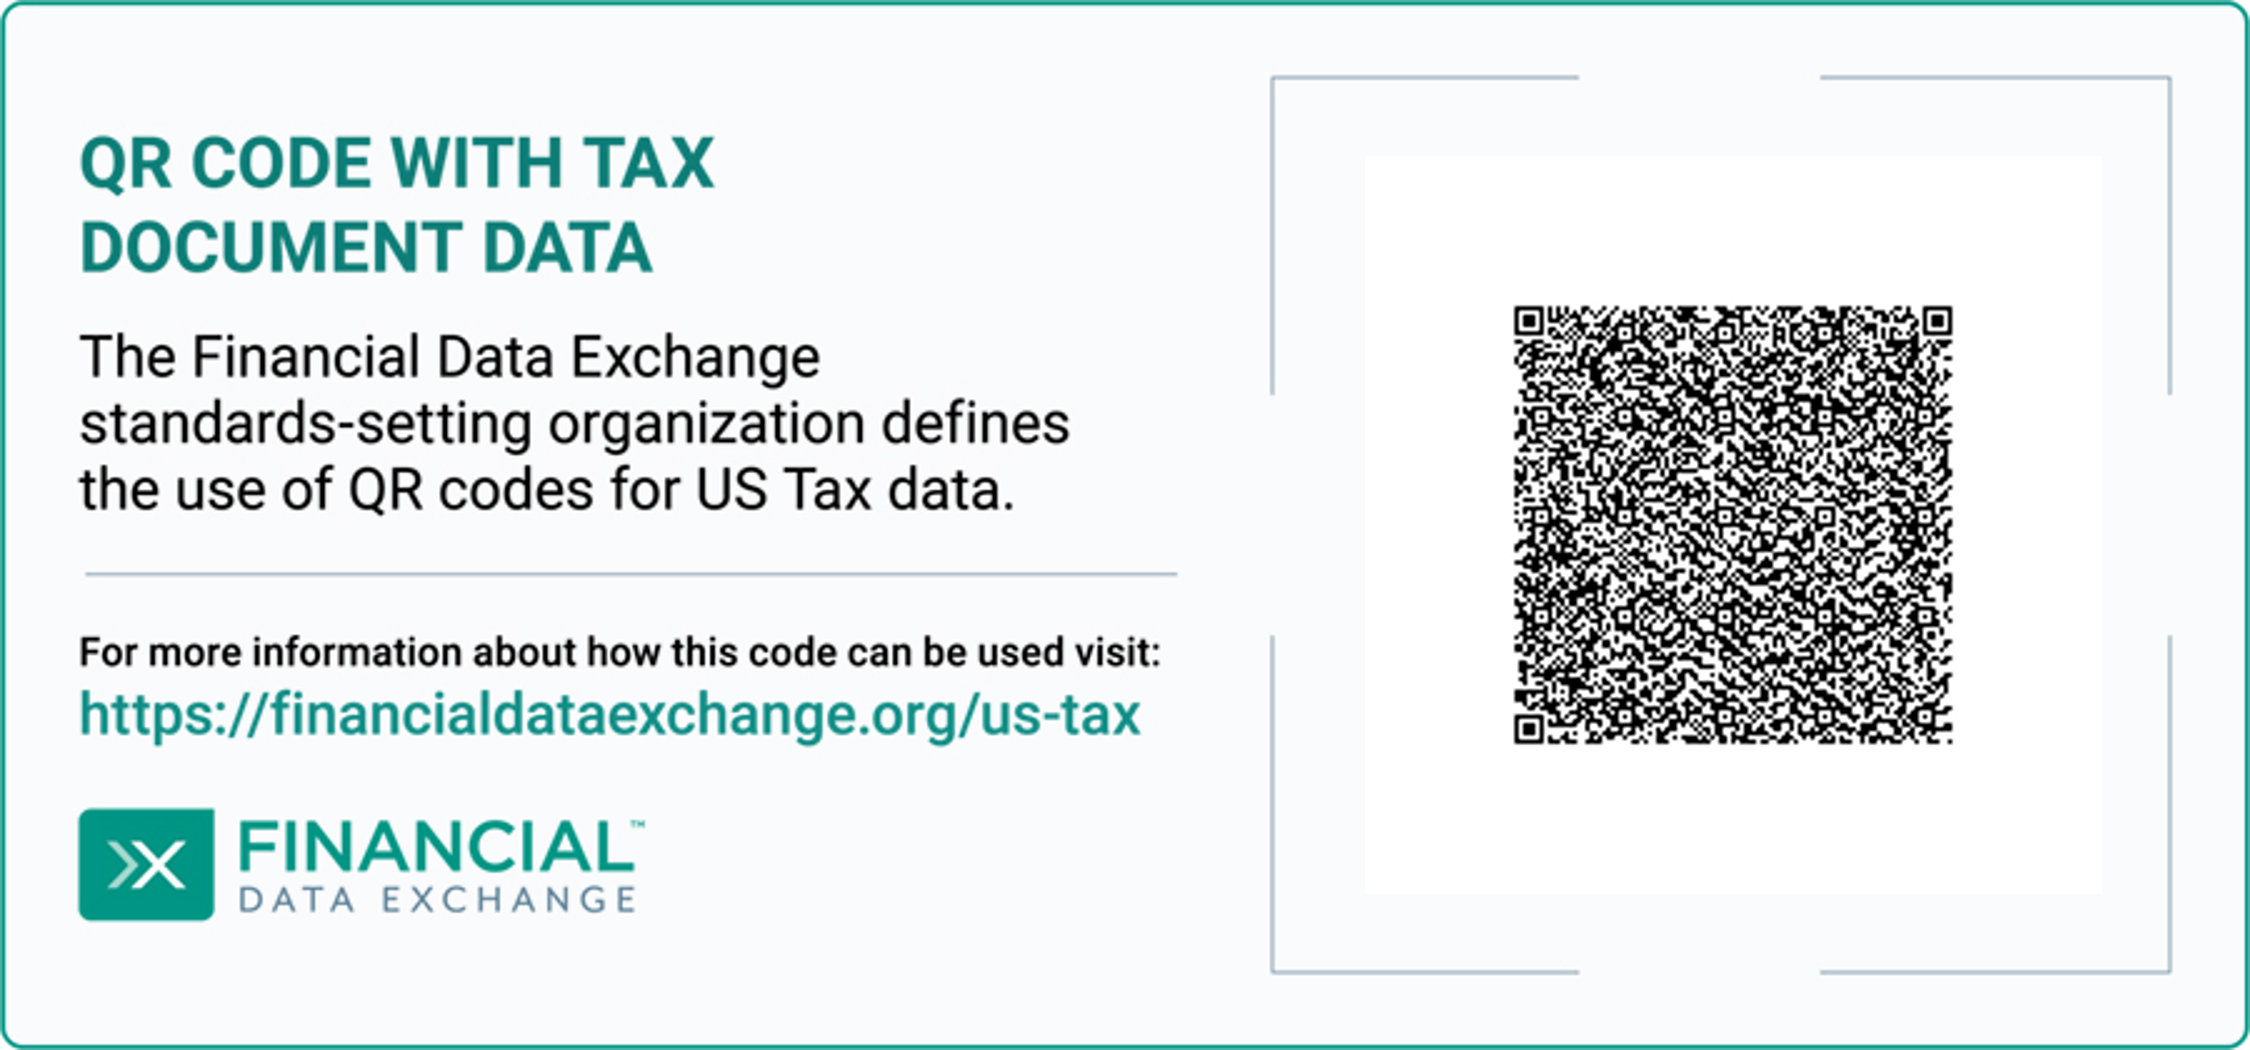 QR CODE WITH TAX
DOCUMENT DATA
The Financial Data Exchange
standards-setting organization defines
the use of QR codes for US Tax data.
For more information about how this code can be used visit:
https://financialdataexchange.org/us-tax
FINANCIAL™
DATA EXCHANGE